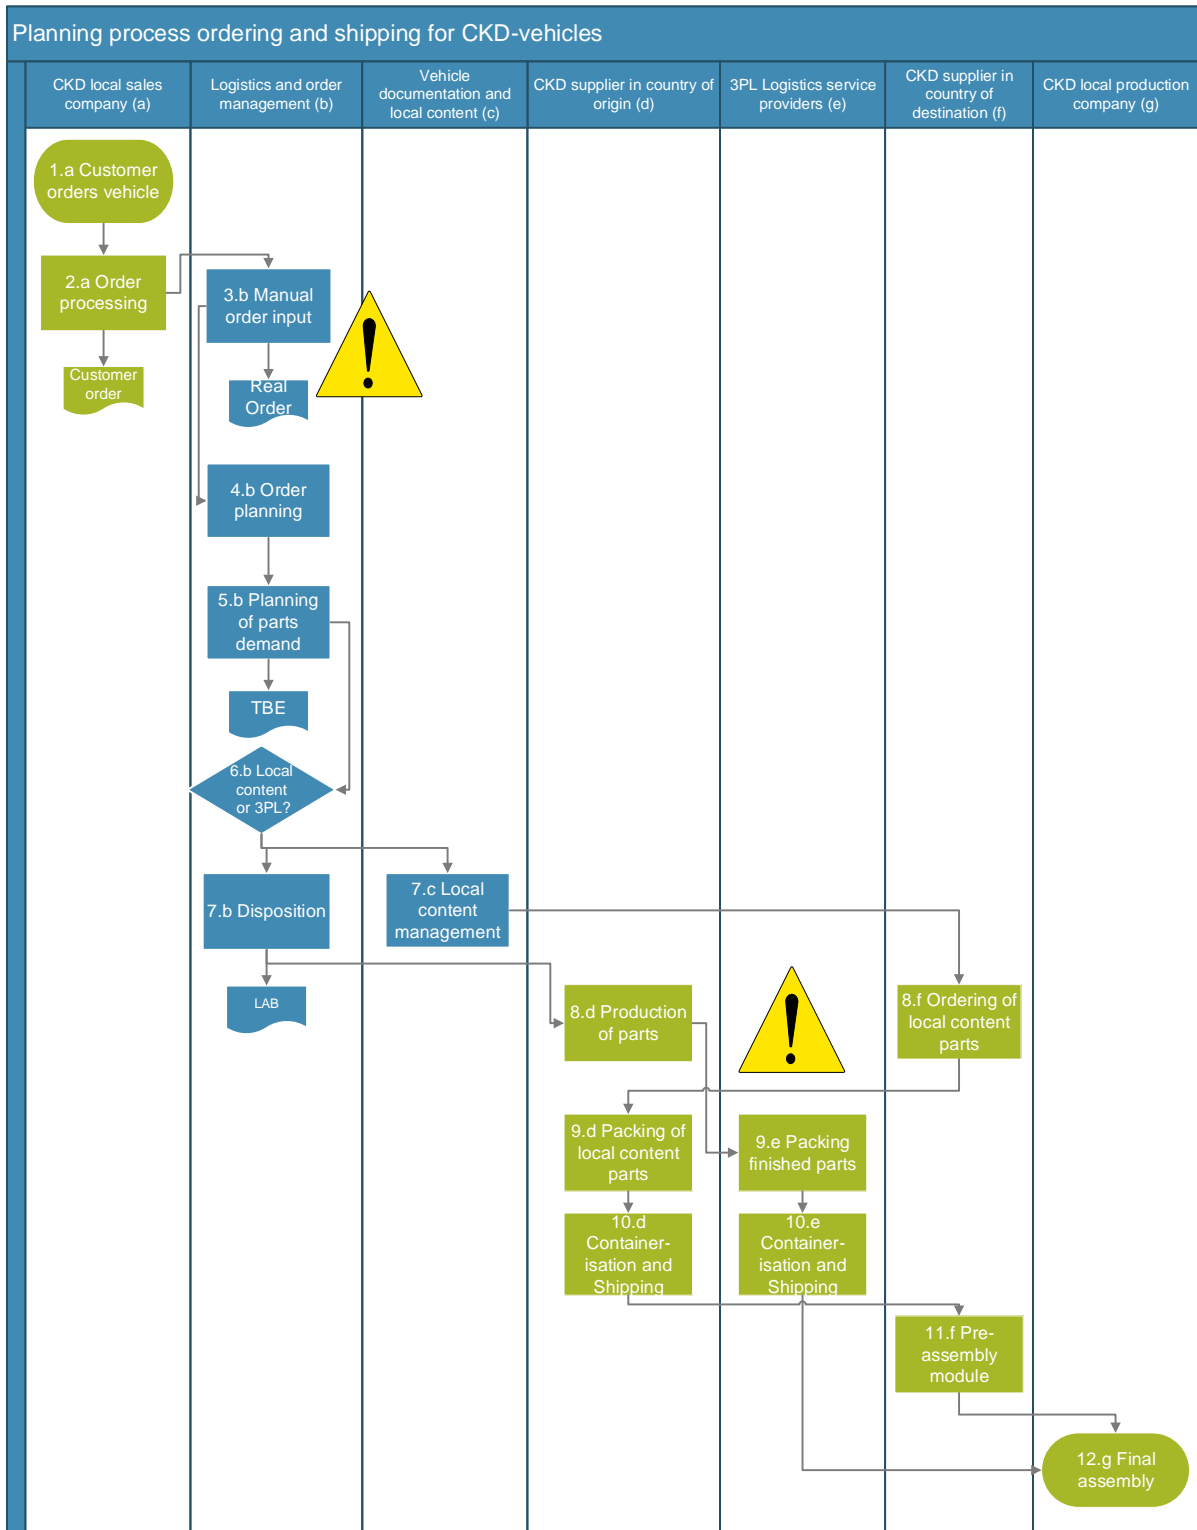 Planning process ordering and shipping for CKD-vehicles
CKD local sales
company (a)
Logistics and order
management (b)
Vehicle
documentation and
local content (c)
CKD supplier in country of
origin (d)
3PL Logistics service
providers (e)
CKD supplier in
country of
destination (f)
CKD local production
company (g)
1.a Customer
orders vehicle
2.a Order
processing
Customer
order
3.b Manual
order input
!
Real
Order
4.b Order
planning
5.b Planning
of parts
demand
TBE
6.b Local
content
or 3PL?
7.b Disposition
7.c Local
content
management
LAB
8.d Production
of parts
!
8.f Ordering of
local content
parts
9.d Packing of
local content
parts
9.e Packing
finished parts
10.d
Container-
isation and
Shipping
10.e
Container-
isation and
Shipping
11.f Pre-
assembly
module
12.g Final
assembly